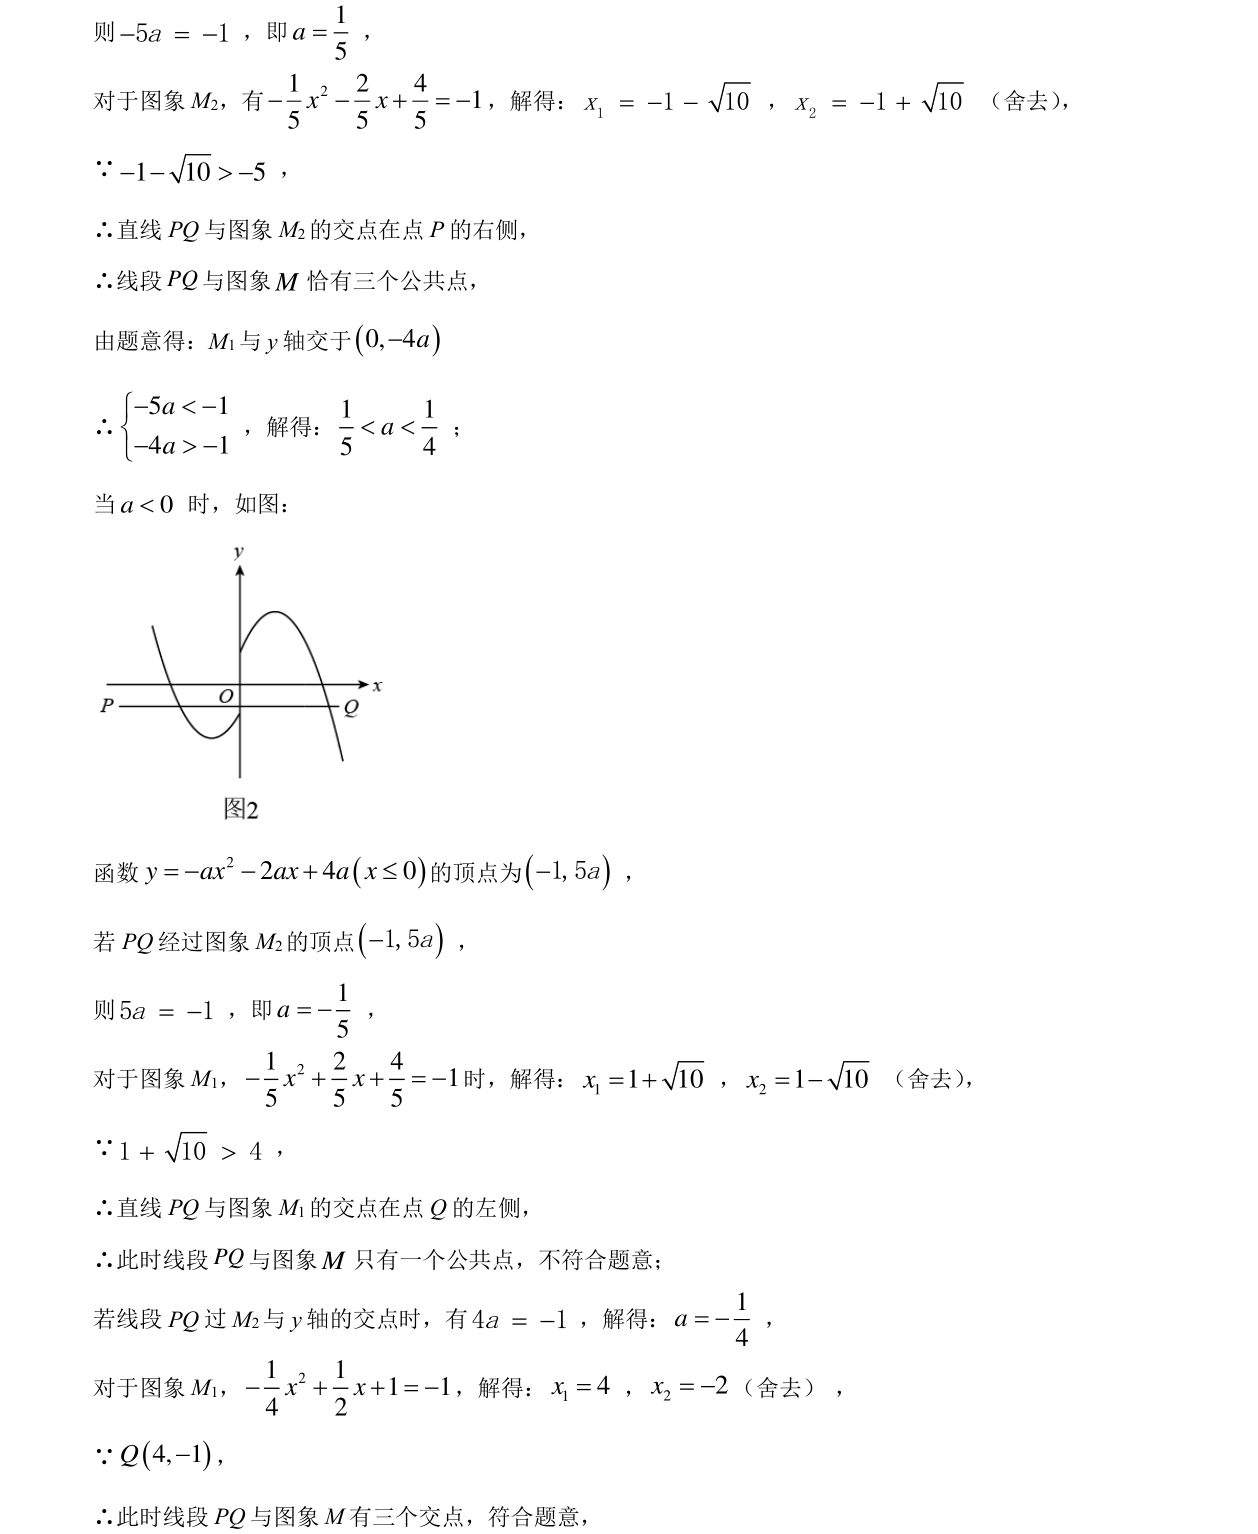 则 −5a = −1 ，即 a = 1/5 ，
对于图象 M₂，有 −1/5 x² − 2/5 x + 4/5 = −1，解得： x₁ = −1 − √10 ， x₂ = −1 + √10 （舍去），
∵ −1 − √10 > −5 ，
∴直线 PQ 与图象 M₂ 的交点在点 P 的右侧，
∴线段 PQ 与图象 M 恰有三个公共点，
由题意得： M₁ 与 y 轴交于 (0, −4a)
∴ { −5a < −1
−4a > −1 ，解得： 1/5 < a < 1/4 ；
当 a < 0 时，如图：
y
O
x
P
Q
图2
函数 y = −ax² − 2ax + 4a (x ≤ 0) 的顶点为 (−1, 5a) ，
若 PQ 经过图象 M₂ 的顶点 (−1, 5a) ，
则 5a = −1 ，即 a = −1/5 ，
对于图象 M₁， −1/5 x² + 2/5 x + 4/5 = −1 时，解得： x₁ = 1 + √10 ， x₂ = 1 − √10 （舍去），
∵ 1 + √10 > 4 ，
∴直线 PQ 与图象 M₁ 的交点在点 Q 的左侧，
∴此时线段 PQ 与图象 M 只有一个公共点，不符合题意；
若线段 PQ 过 M₂ 与 y 轴的交点时，有 4a = −1 ，解得： a = −1/4 ，
对于图象 M₁， −1/4 x² + 1/2 x + 1 = −1，解得： x₁ = 4 ， x₂ = −2（舍去） ，
∵ Q(4, −1)，
∴此时线段 PQ 与图象 M 有三个交点，符合题意，